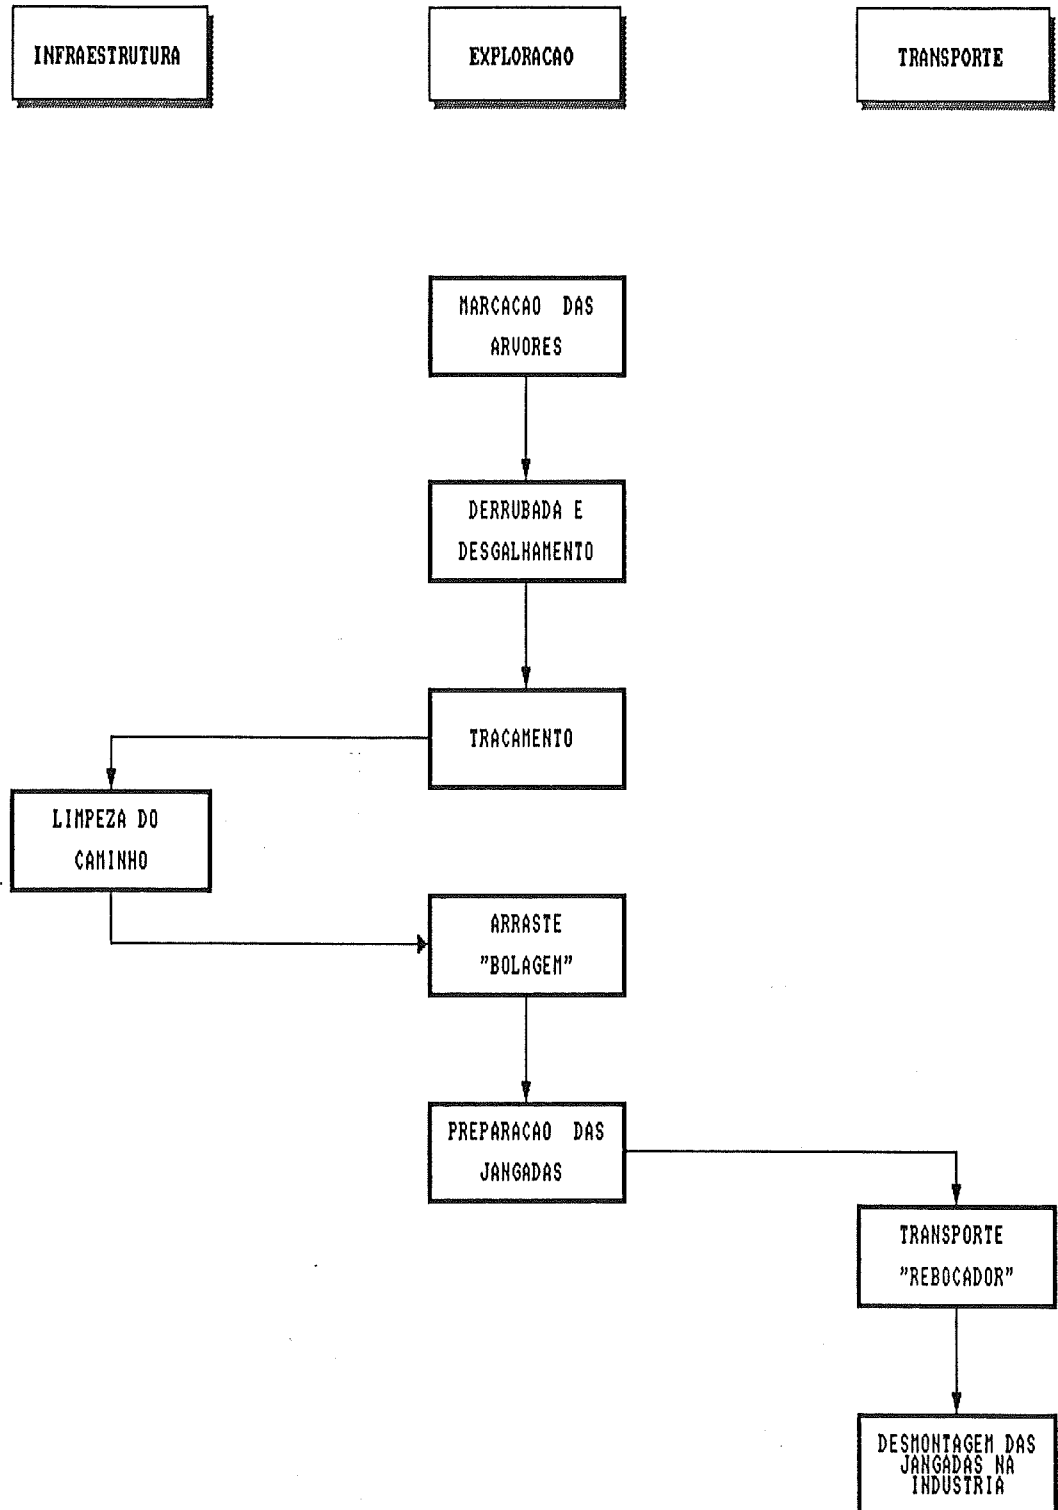 INFRAESTRUTURA
EXPLORACAO
TRANSPORTE
MARCACAO DAS
ARVORES
DERRUBADA E
DESGALHAMENTO
TRACAMENTO
LIMPEZA DO
CAMINHO
ARRASTE
"BOLAGEM"
PREPARACAO DAS
JANGADAS
TRANSPORTE
"REBOCADOR"
DESMONTAGEM DAS
JANGADAS NA
INDUSTRIA